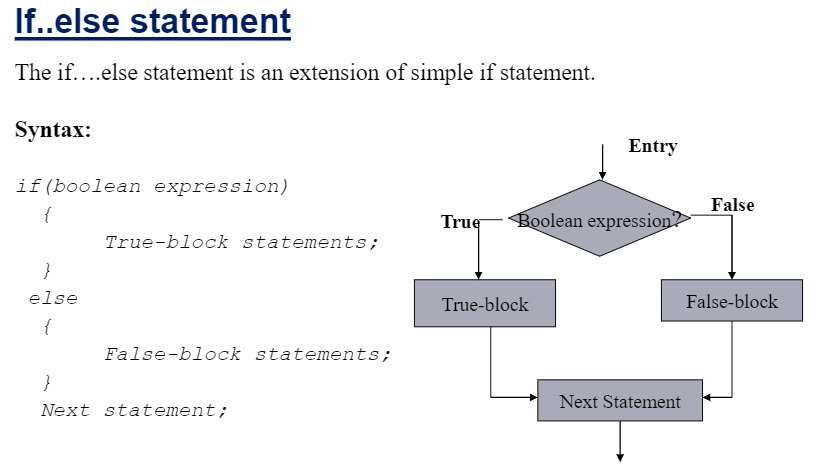 If..else statement
The if….else statement is an extension of simple if statement.
Syntax:
if(boolean expression)
{
True-block statements;
}
else
{
False-block statements;
}
Next statement;
Entry
True
Boolean expression?
False
True-block
False-block
Next Statement